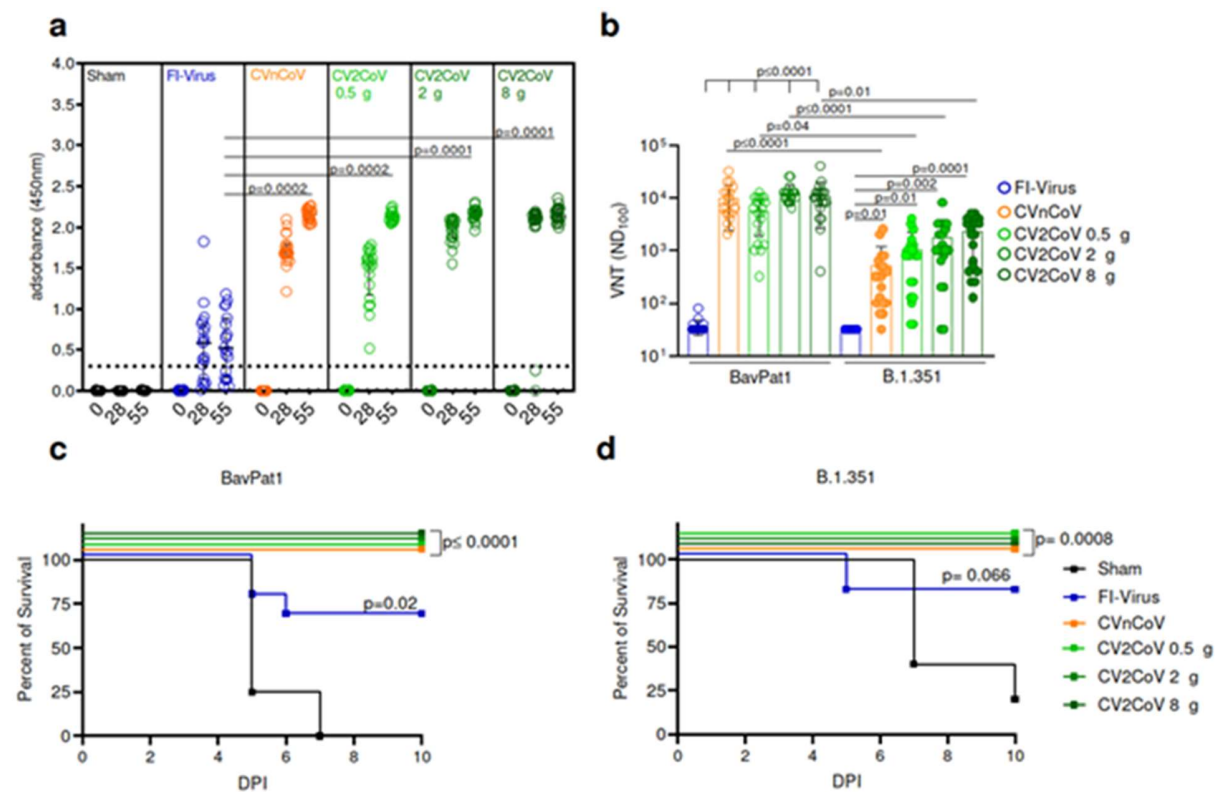 a
adsorbance (450nm)
4.0
3.5
3.0
2.5
2.0
1.5
1.0
0.5
0.0
Sham
FI-Virus
CVnCoV
CV2CoV
0.5 g
CV2CoV
2 g
CV2CoV
8 g
p=0.0001
p=0.0001
p=0.0002
p=0.0002
0 28 55 0 28 55 0 28 55 0 28 55 0 28 55 0 28 55
b
VNT (ND100)
10^5
10^4
10^3
10^2
10^1
p≤0.0001
p=0.01
p≤0.0001
p=0.04
p≤0.0001
p=0.0001
p=0.002
p=0.01
p=0.01
BavPat1
B.1.351
FI-Virus
CVnCoV
CV2CoV 0.5 g
CV2CoV 2 g
CV2CoV 8 g
c
BavPat1
Percent of Survival
100
75
50
25
0
p≤ 0.0001
p=0.02
0 2 4 6 8 10
DPI
d
B.1.351
Percent of Survival
100
75
50
25
0
p= 0.0008
p= 0.066
0 2 4 6 8 10
DPI
Sham
FI-Virus
CVnCoV
CV2CoV 0.5 g
CV2CoV 2 g
CV2CoV 8 g